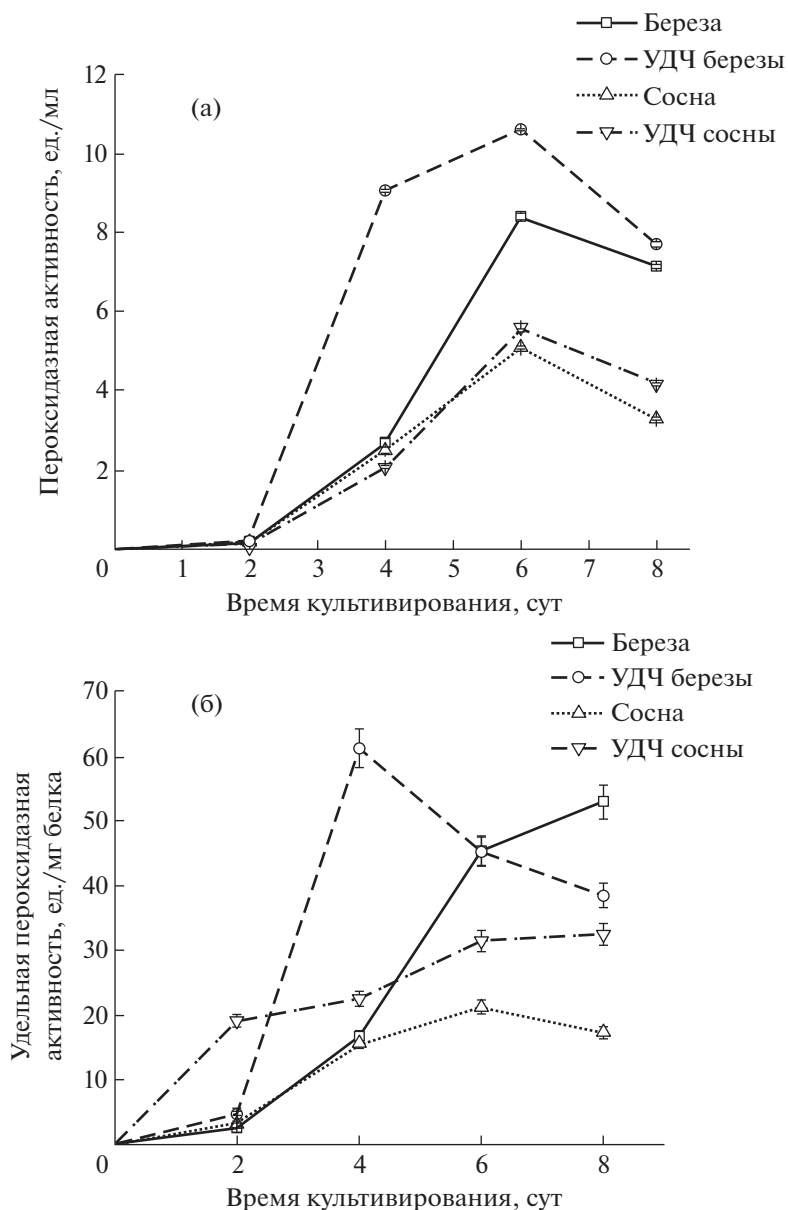 Береза
УДЧ березы
Сосна
УДЧ сосны
(а)
Пероксидазная активность, ед./мл
12
10
8
6
4
2
0
1
2
3
4
5
6
7
8
Время культивирования, сут
Береза
УДЧ березы
Сосна
УДЧ сосны
(б)
Удельная пероксидазная
активность, ед./мг белка
70
60
50
40
30
20
10
0
2
4
6
8
Время культивирования, сут